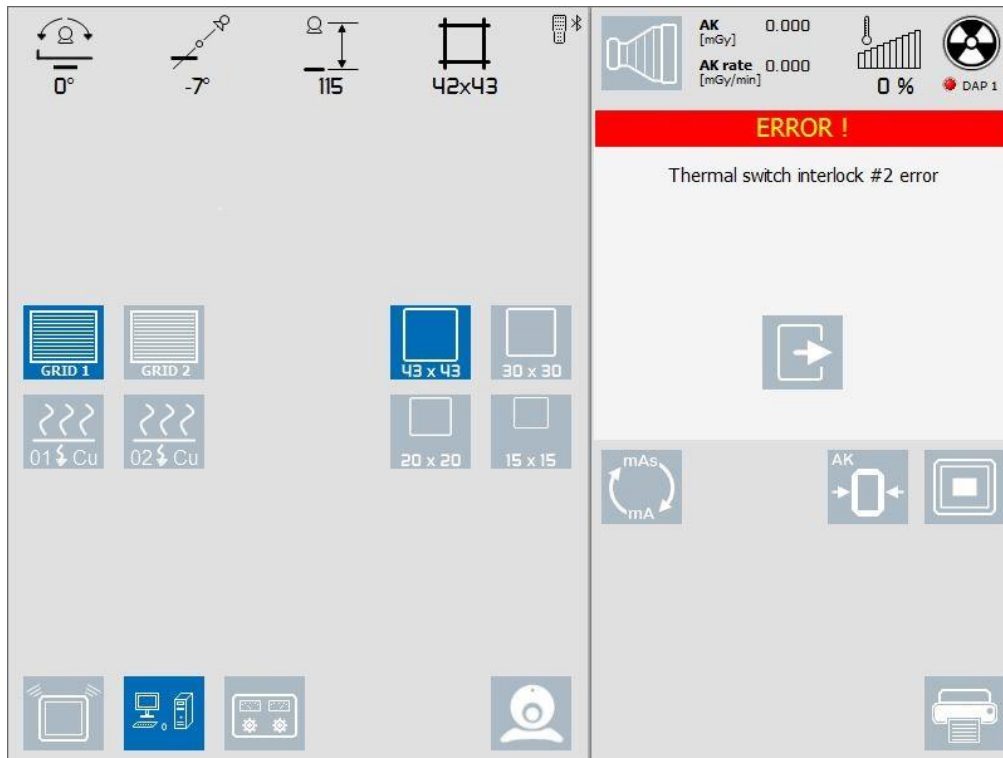 0°
-7°
115
42x43
AK 0.000
[mGy]
AK rate 0.000
[mGy/min]
0 %
DAP 1
ERROR !
Thermal switch interlock #2 error
GRID 1
GRID 2
43 x 43
30 x 30
01 Cu
02 Cu
20 x 20
15 x 15
mAs
mA
AK